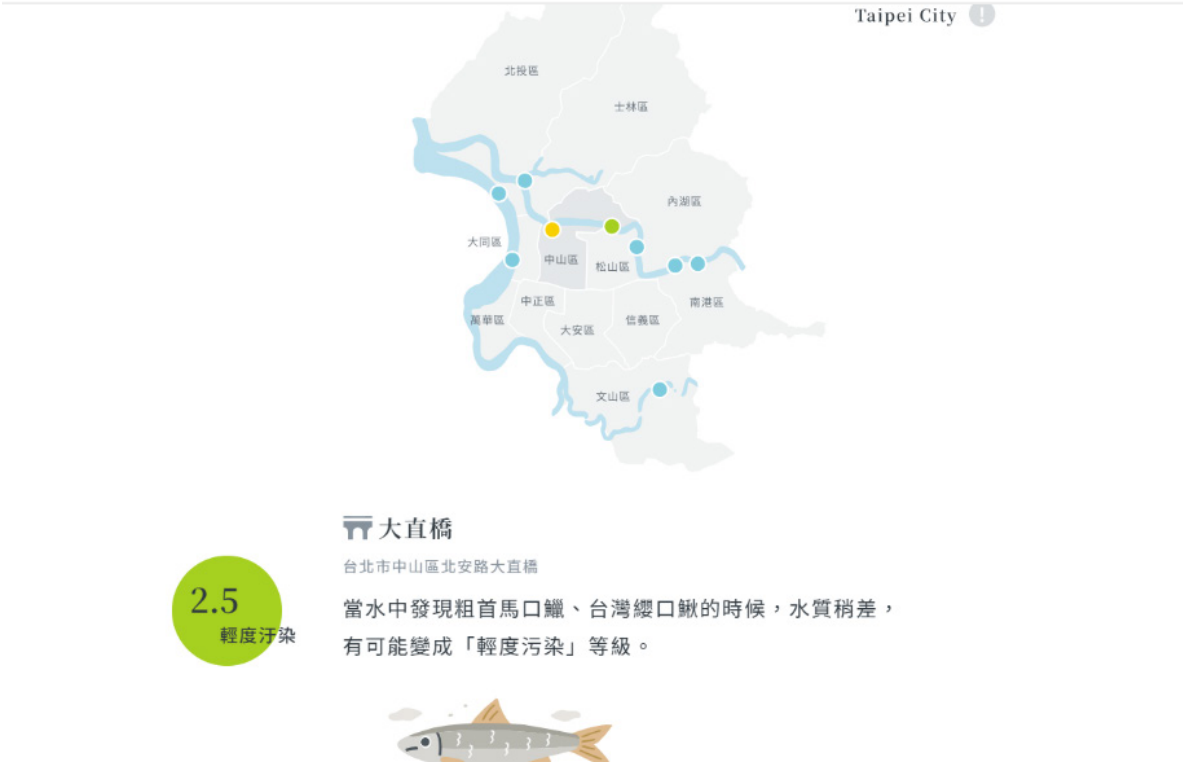 Taipei City !
北投區
士林區
內湖區
大同區
中山區
松山區
中正區
南港區
萬華區
大安區
信義區
文山區
大直橋
台北市中山區北安路大直橋
2.5
輕度汙染
當水中發現粗首馬口鱲、台灣纓口鰍的時候，水質稍差，
有可能變成「輕度污染」等級。